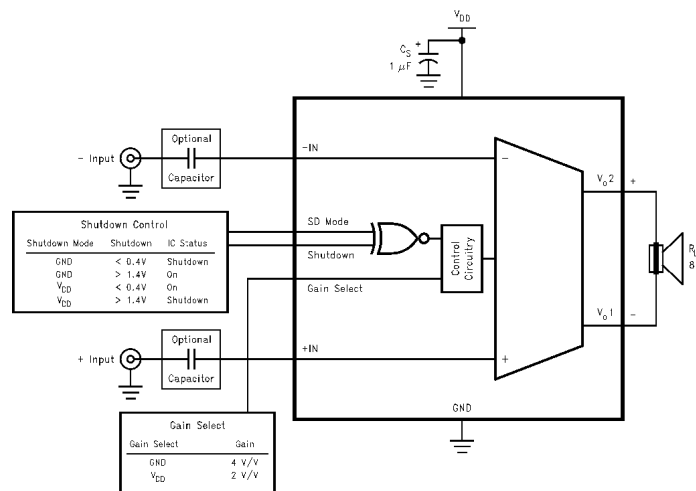 V_DD
C_S +
1 μF
Optional
- Input
Capacitor
-IN
-
V_o2 +
Shutdown Control
Shutdown Mode Shutdown IC Status
GND < 0.4V Shutdown
GND > 1.4V On
V_DD < 0.4V On
V_DD > 1.4V Shutdown
SD Mode
Shutdown
Gain Select
Control
Circuitry
R_L
8
V_o1 -
Optional
+ Input
Capacitor
+IN
+
GND
Gain Select
Gain Select Gain
GND 4 V/V
V_DD 2 V/V